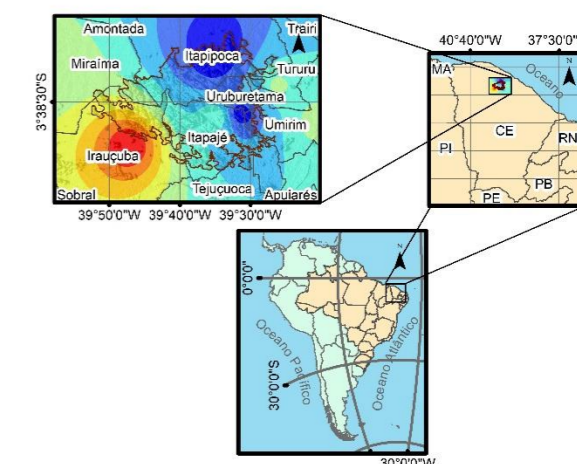 Amontada
Trairi
Itapipoca
Miraíma
Tururu
Uruburetama
Umirim
3°38'30"S
Itapajé
Irauçuba
Sobral
Tejuçuoca
Apuiarés
39°50'0"W 39°40'0"W 39°30'0"W
40°30'0"W 37°30'0"W
N
MA
Oceano
CE
RN
PI
PB
PE
N
0°0'0"
Oceano Pacífico
Oceano Atlântico
30°0'0"S
30°0'0"W